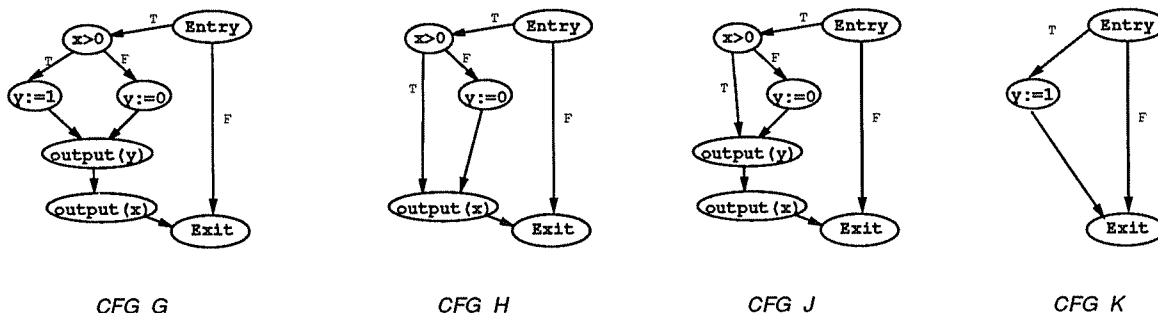 T
Entry
x>0
T
F
y:=1
y:=0
F
output(y)
output(x)
Exit
CFG G
T
Entry
x>0
F
T
y:=0
F
output(x)
Exit
CFG H
T
Entry
x>0
F
T
y:=0
F
output(y)
output(x)
Exit
CFG J
Entry
T
y:=1
F
Exit
CFG K